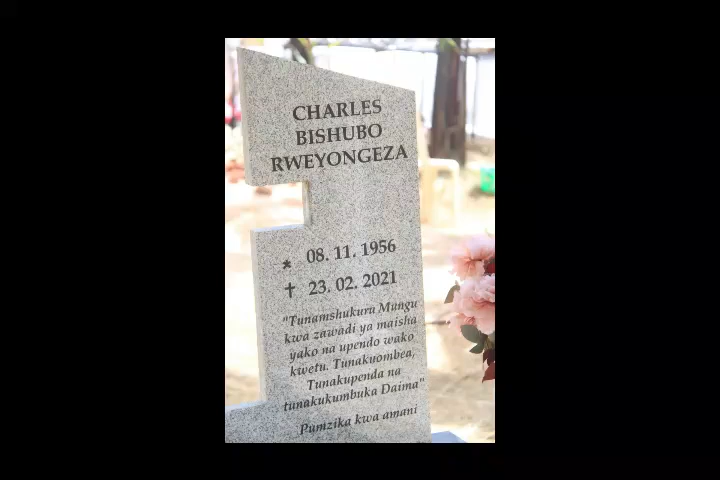 CHARLES
BISHUBO
RWEYONGEZA
* 08. 11. 1956
✝ 23. 02. 2021
"Tunamshukura Mungu
kwa zawadi ya maisha
yako na upendo wako
kwetu. Tunakuombea,
Tunakupenda na
tunakukumbuka Daima"
Pumzika kwa amani